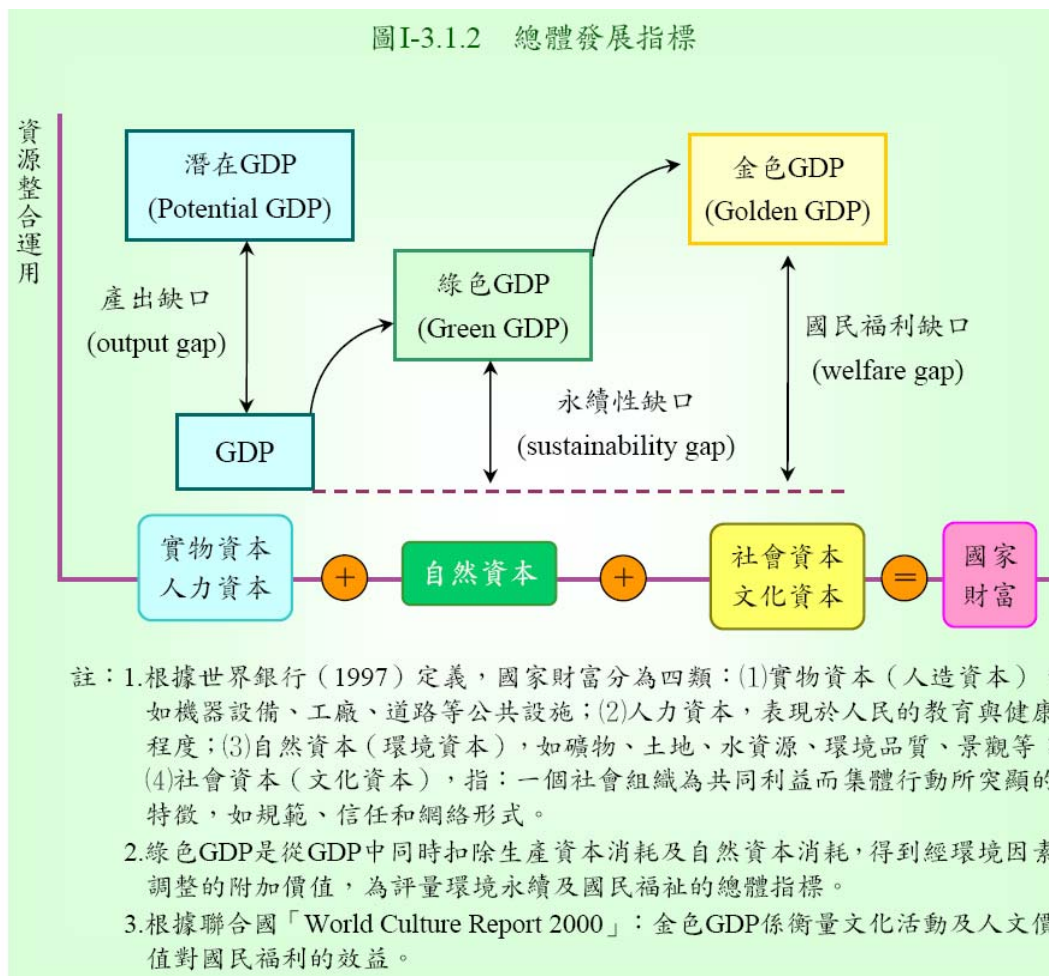 圖I-3.1.2 總體發展指標
資源整合運用
潛在GDP
(Potential GDP)
金色GDP
(Golden GDP)
綠色GDP
(Green GDP)
產出缺口
(output gap)
國民福利缺口
(welfare gap)
永續性缺口
(sustainability gap)
GDP
實物資本
人力資本
+
自然資本
+
社會資本
文化資本
=
國家
財富
註：1.根據世界銀行（1997）定義，國家財富分為四類：⑴實物資本（人造資本）
如機器設備、工廠、道路等公共設施；⑵人力資本，表現於人民的教育與健康
程度；⑶自然資本（環境資本），如礦物、土地、水資源、環境品質、景觀等
⑷社會資本（文化資本），指：一個社會組織為共同利益而集體行動所突顯的
特徵，如規範、信任和網絡形式。
2.綠色GDP是從GDP中同時扣除生產資本消耗及自然資本消耗，得到經環境因素
調整的附加價值，為評量環境永續及國民福祉的總體指標。
3.根據聯合國「World Culture Report 2000」：金色GDP係衡量文化活動及人文價
值對國民福利的效益。